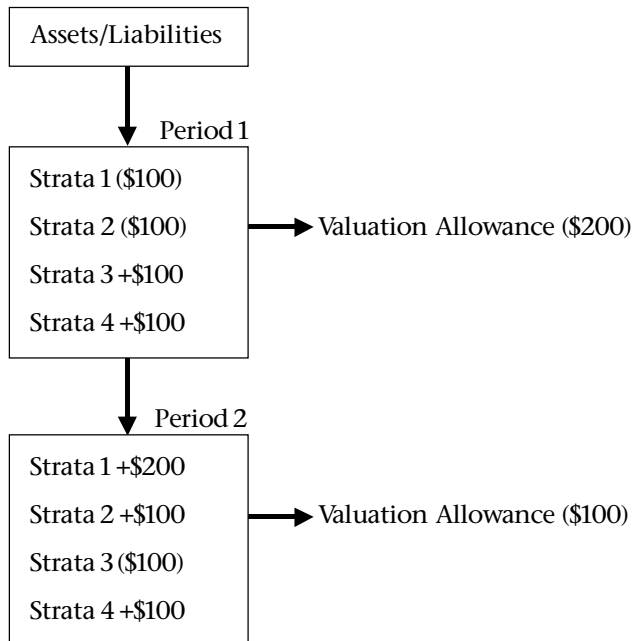 Assets/Liabilities
Period 1
Strata 1 ($100)
Strata 2 ($100)
Valuation Allowance ($200)
Strata 3 +$100
Strata 4 +$100
Period 2
Strata 1 +$200
Strata 2 +$100
Valuation Allowance ($100)
Strata 3 ($100)
Strata 4 +$100